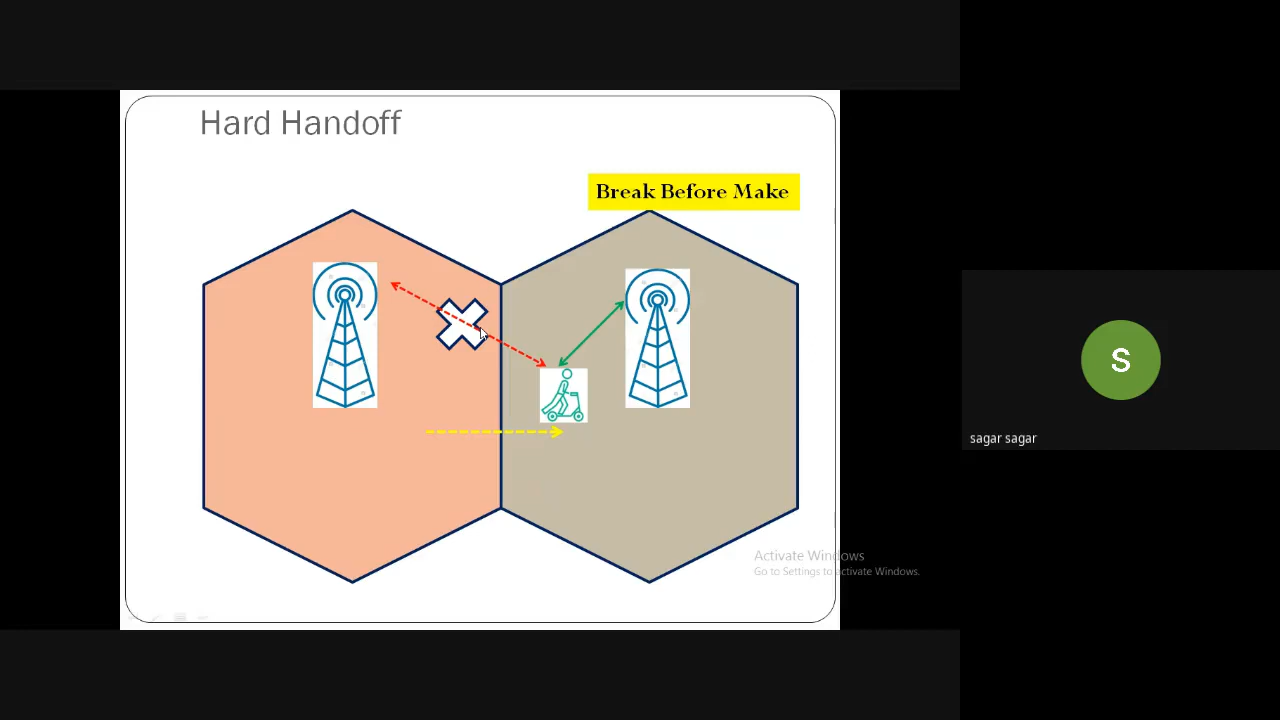 Hard Handoff
Break Before Make
S
sagar sagar
Activate Windows
Go to Settings to activate Windows.